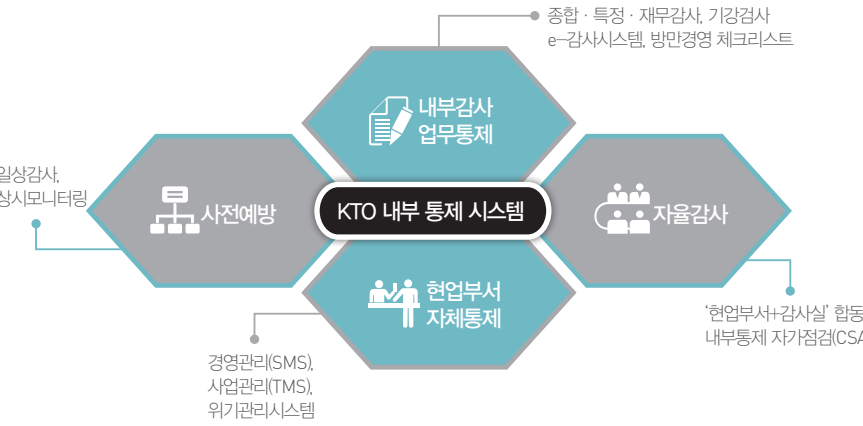 종합 · 특정 · 재무감사, 기강검사
e-감사시스템, 방만경영 체크리스트
내부감사
업무통제
일상감사,
상시모니터링
사전예방
KTO 내부 통제 시스템
자율감사
현업부서
자체통제
'현업부서+감사실' 합동
내부통제 자가점검(CSA
경영관리(SMS),
사업관리(TMS),
위기관리시스템